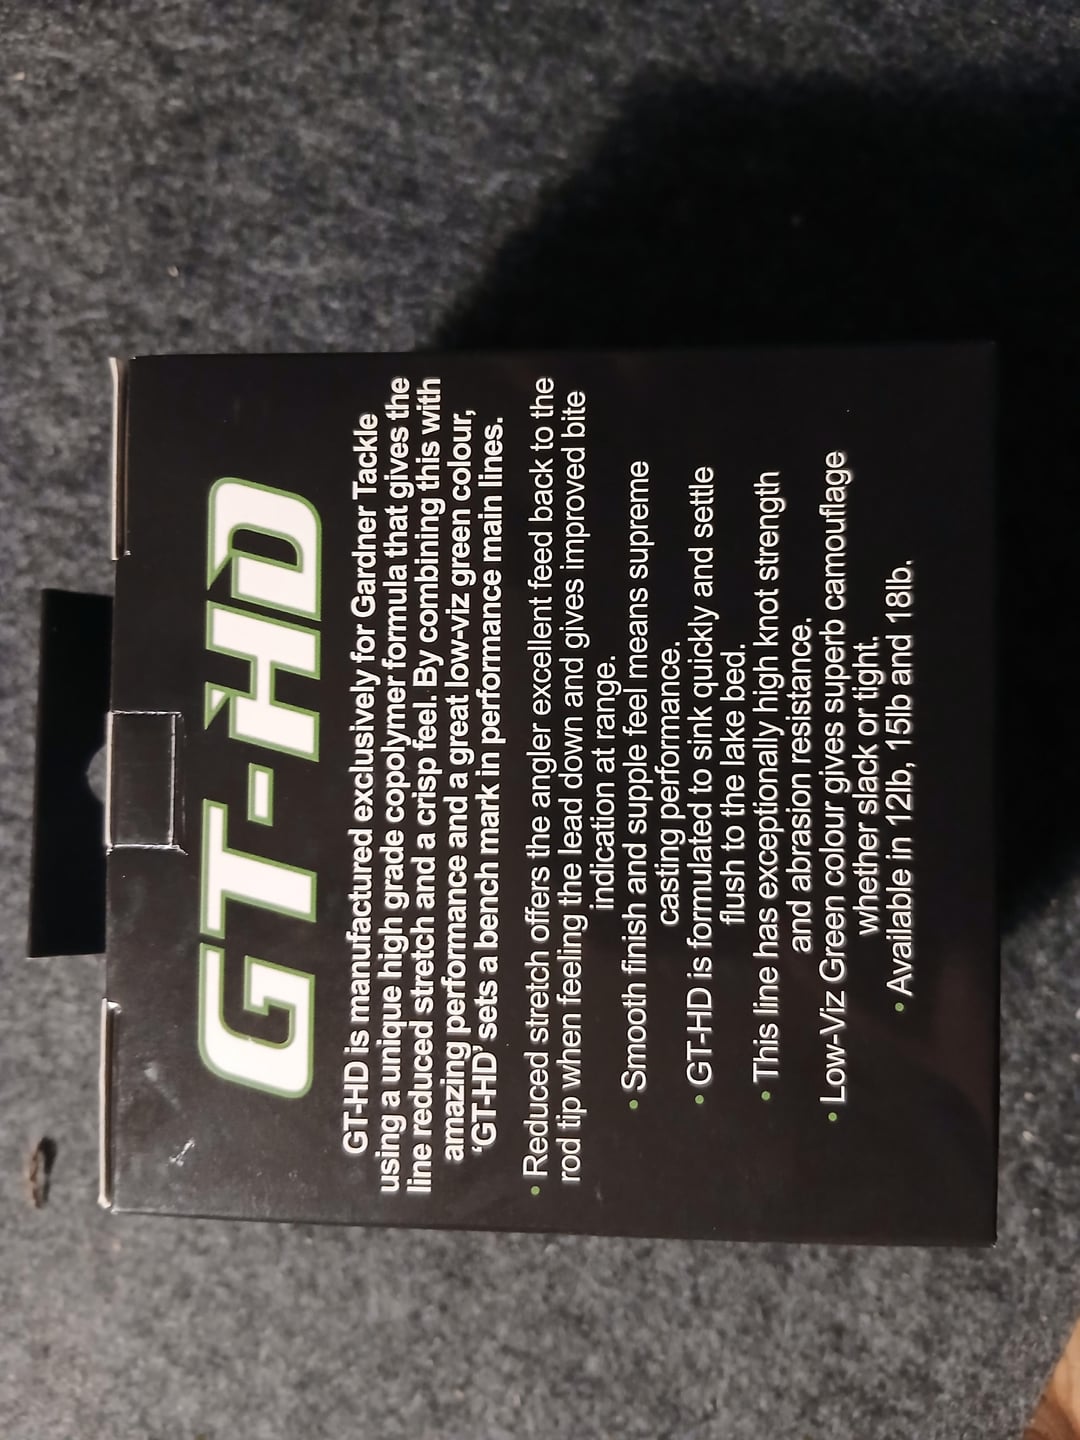 GT-HD
GT-HD is manufactured exclusively for Gardner Tackle
using a unique high grade copolymer formula that gives the
line reduced stretch and a crisp feel. By combining this with
amazing performance and a great low-viz green colour,
‘GT-HD’ sets a bench mark in performance main lines.
• Reduced stretch offers the angler excellent feed back to the
rod tip when feeling the lead down and gives improved bite
indication at range.
• Smooth finish and supple feel means supreme
casting performance.
• GT-HD is formulated to sink quickly and settle
flush to the lake bed.
• This line has exceptionally high knot strength
and abrasion resistance.
• Low-Viz Green colour gives superb camouflage
whether slack or tight.
• Available in 12lb, 15lb and 18lb.